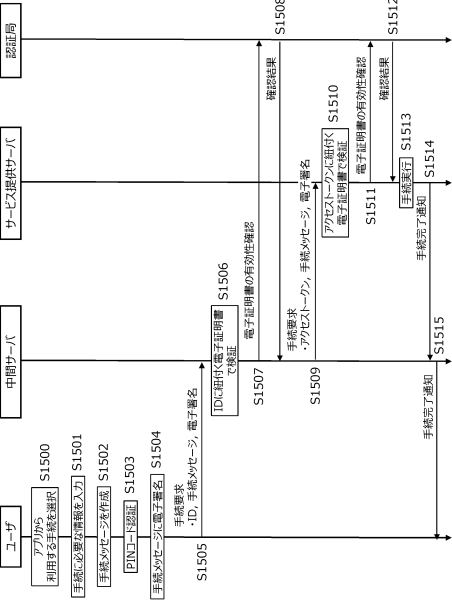 ユーザ
中間サーバ
サービス提供サーバ
認証局
アプリから
利用する手続を選択
S1500
手続に必要な情報を入力
S1501
手続メッセージを作成
S1502
PINコード認証
S1503
手続メッセージに電子署名
S1504
手続要求
・ID, 手続メッセージ, 電子署名
S1505
IDに紐付く電子証明書
で検証
S1506
電子証明書の有効性確認
S1507
確認結果
S1508
手続要求
・アクセストークン, 手続メッセージ, 電子署名
S1509
アクセストークンに紐付く
電子証明書で検証
S1510
電子証明書の有効性確認
S1511
確認結果
S1512
手続実行
S1513
手続完了通知
S1514
手続完了通知
S1515